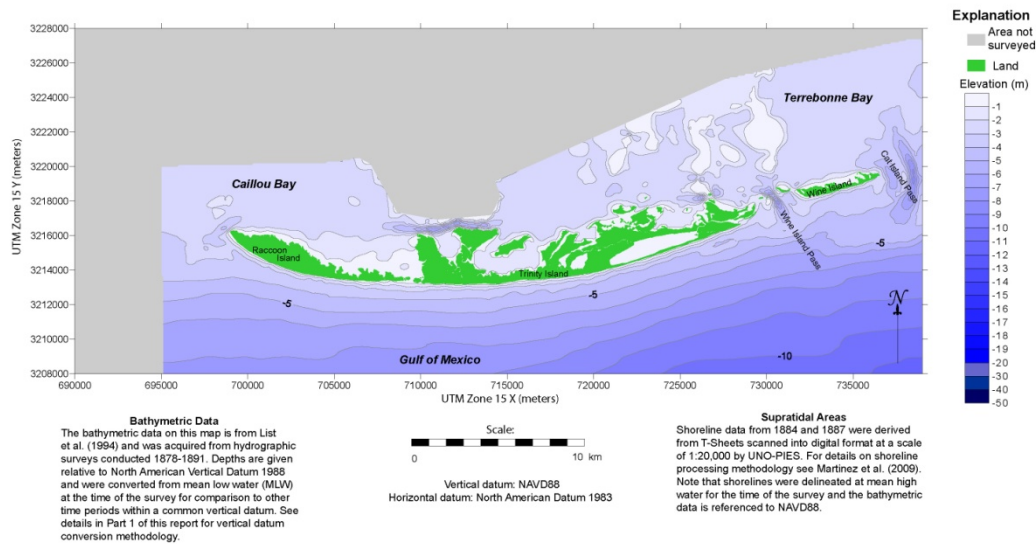 3228000
3226000
3224000
3222000
3220000
3218000
3216000
3214000
3212000
3210000
3208000
UTM Zone 15 Y (meters)
690000
695000
700000
705000
710000
715000
720000
725000
730000
735000
UTM Zone 15 X (meters)
Terrebonne Bay
Caillou Bay
Cat Island Pass
Wine Island
Wine Island Pass
Raccoon
Island
Trinity Island
-5
-5
-5
-10
Gulf of Mexico
N
Explanation
Area not
surveyed
Land
Elevation (m)
-1
-2
-3
-4
-5
-6
-7
-8
-9
-10
-11
-12
-13
-14
-15
-16
-17
-18
-19
-20
-30
-40
-50
Bathymetric Data
The bathymetric data on this map is from List
et al. (1994) and was acquired from hydrographic
surveys conducted 1878-1891. Depths are given
relative to North American Vertical Datum 1988
and were converted from mean low water (MLW)
at the time of the survey for comparison to other
time periods within a common vertical datum. See
details in Part 1 of this report for vertical datum
conversion methodology.
Scale:
0 10 km
Vertical datum: NAVD88
Horizontal datum: North American Datum 1983
Supratidal Areas
Shoreline data from 1884 and 1887 were derived
from T-Sheets scanned into digital format at a scale
of 1:20,000 by UNO-PIES. For details on shoreline
processing methodology see Martinez et al. (2009).
Note that shorelines were delineated at mean high
water for the time of the survey and the bathymetric
data is referenced to NAVD88.